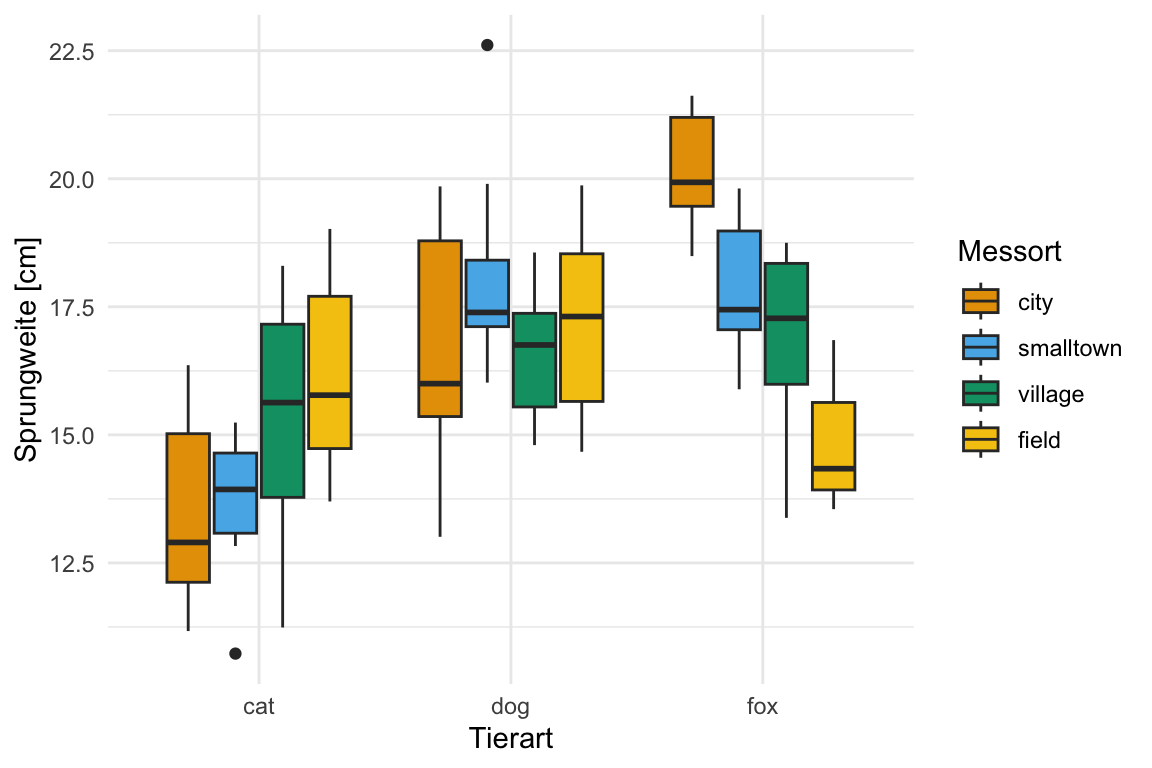 22.5
20.0
17.5
15.0
12.5
Sprungweite [cm]
cat
dog
fox
Tierart
Messort
city
smalltown
village
field